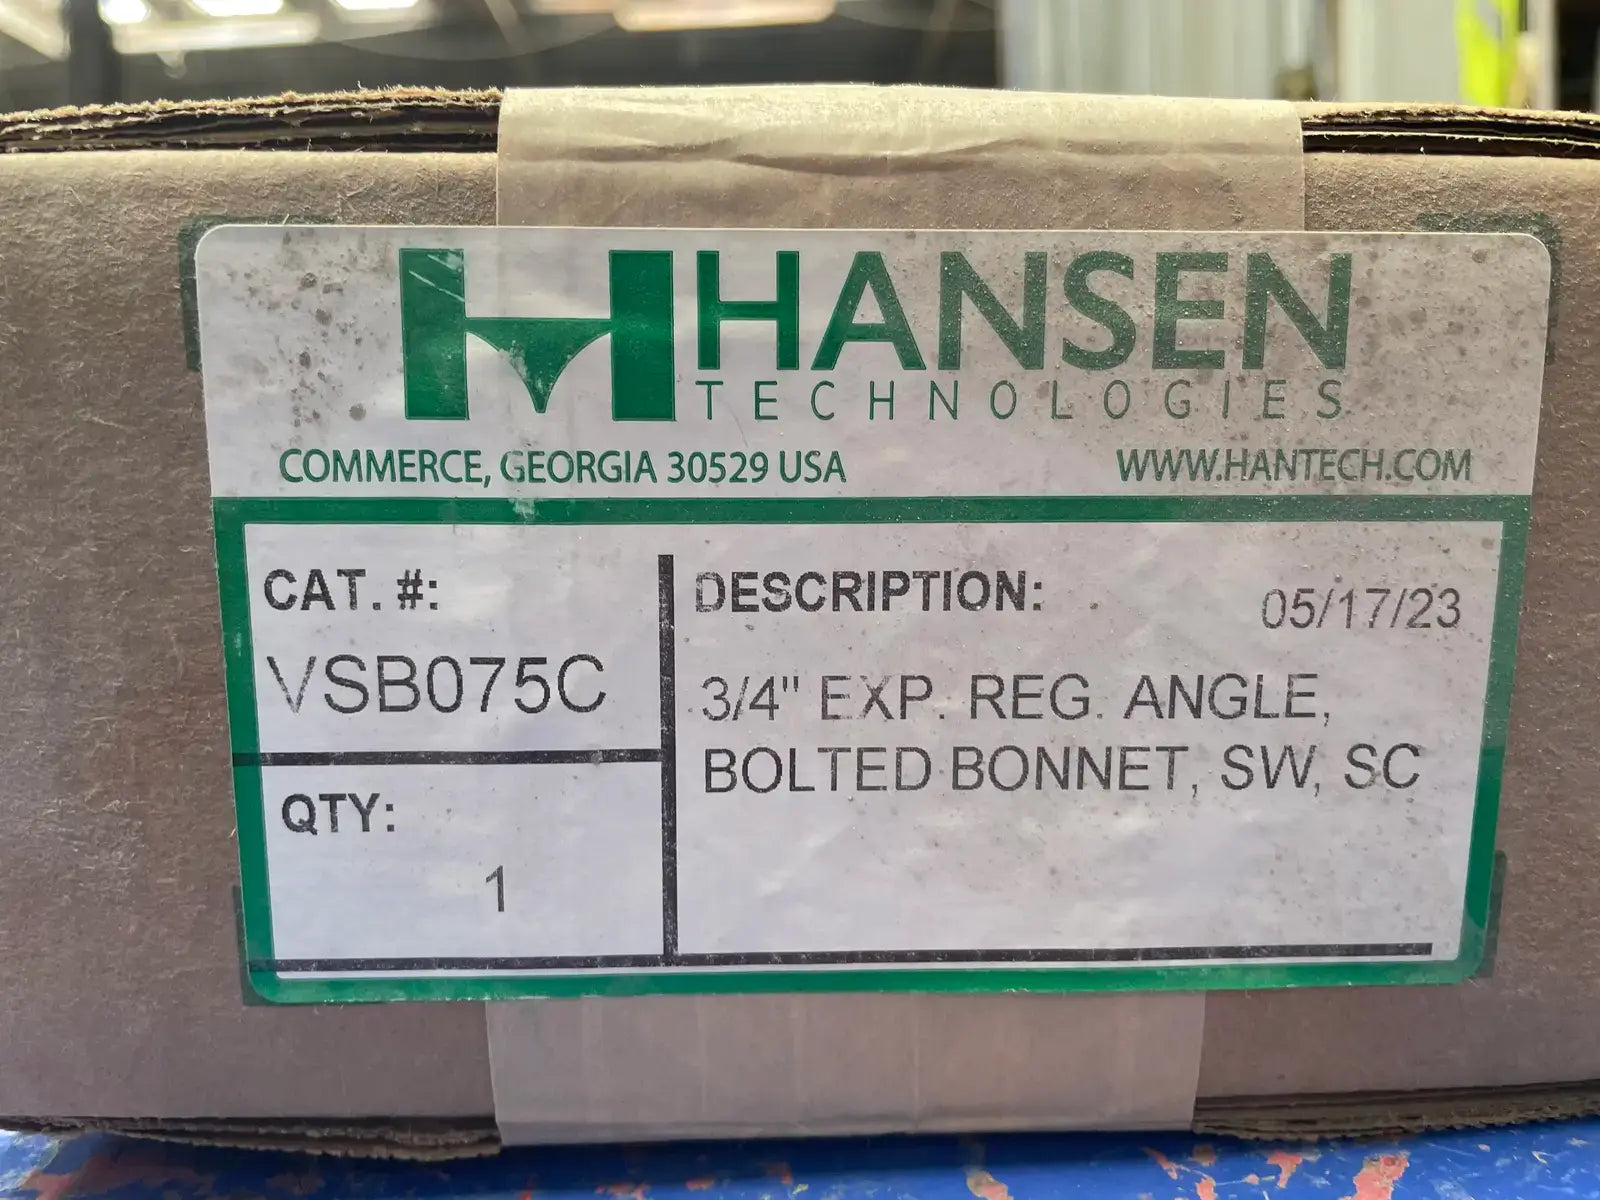 HANSEN
TECHNOLOGIES
COMMERCE, GEORGIA 30529 USA
WWW.HANTECH.COM
CAT. #:
VSB075C
QTY:
1
DESCRIPTION:
05/17/23
3/4" EXP. REG. ANGLE,
BOLTED BONNET, SW, SC